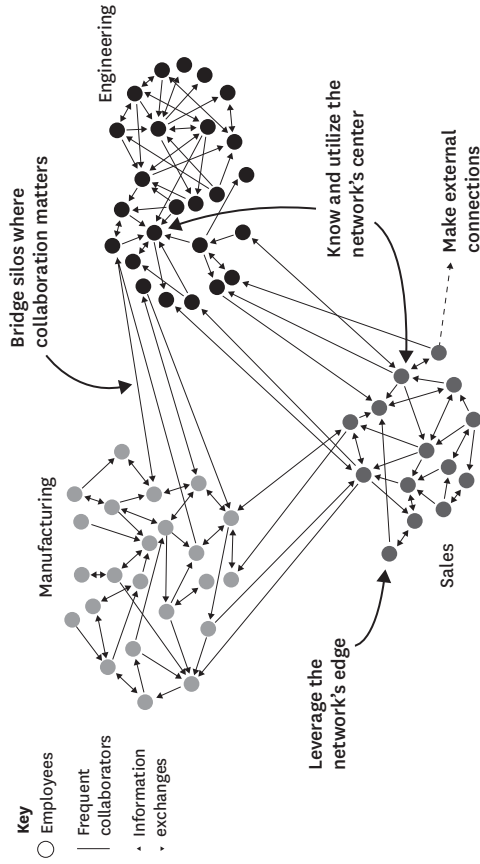 Key
Employees
Frequent
collaborators
Information
exchanges
Manufacturing
Bridge silos where
collaboration matters
Engineering
Leverage the
network's edge
Sales
Know and utilize the
network's center
Make external
connections